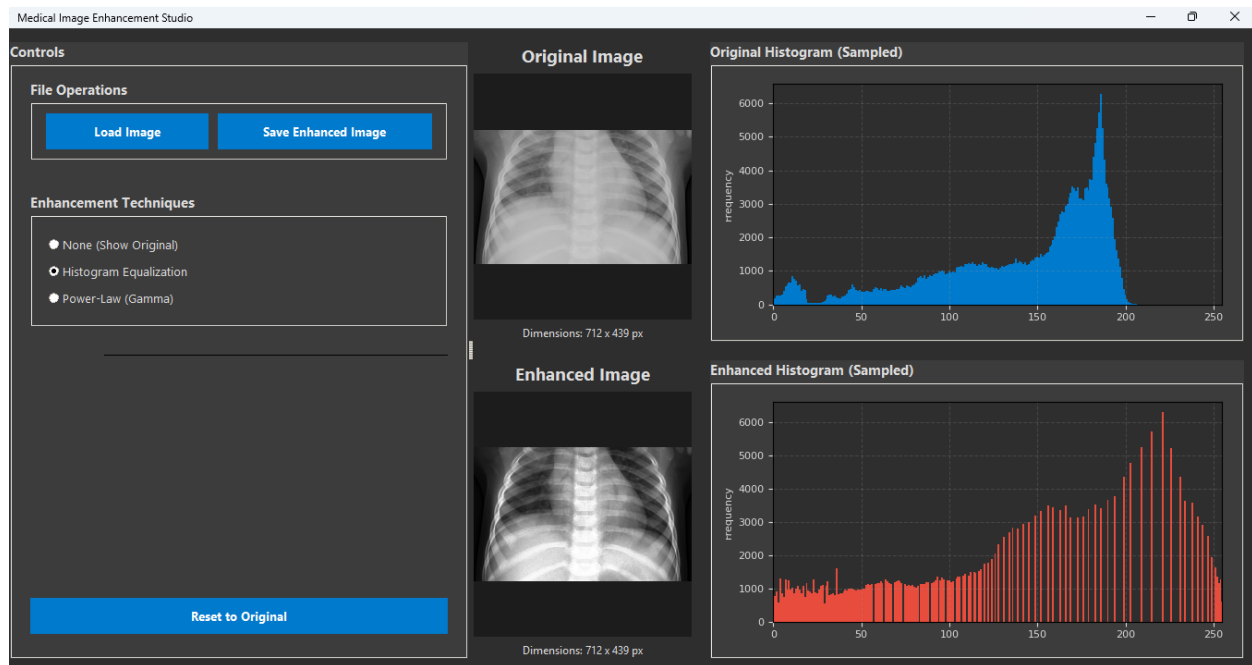 Medical Image Enhancement Studio
Controls
File Operations
Load Image
Save Enhanced Image
Enhancement Techniques
None (Show Original)
Histogram Equalization
Power-Law (Gamma)
Reset to Original
Original Image
Dimensions: 712 x 439 px
Enhanced Image
Dimensions: 712 x 439 px
Original Histogram (Sampled)
Frequency
6000
5000
4000
3000
2000
1000
0
0 50 100 150 200 250
Enhanced Histogram (Sampled)
Frequency
6000
5000
4000
3000
2000
1000
0
0 50 100 150 200 250